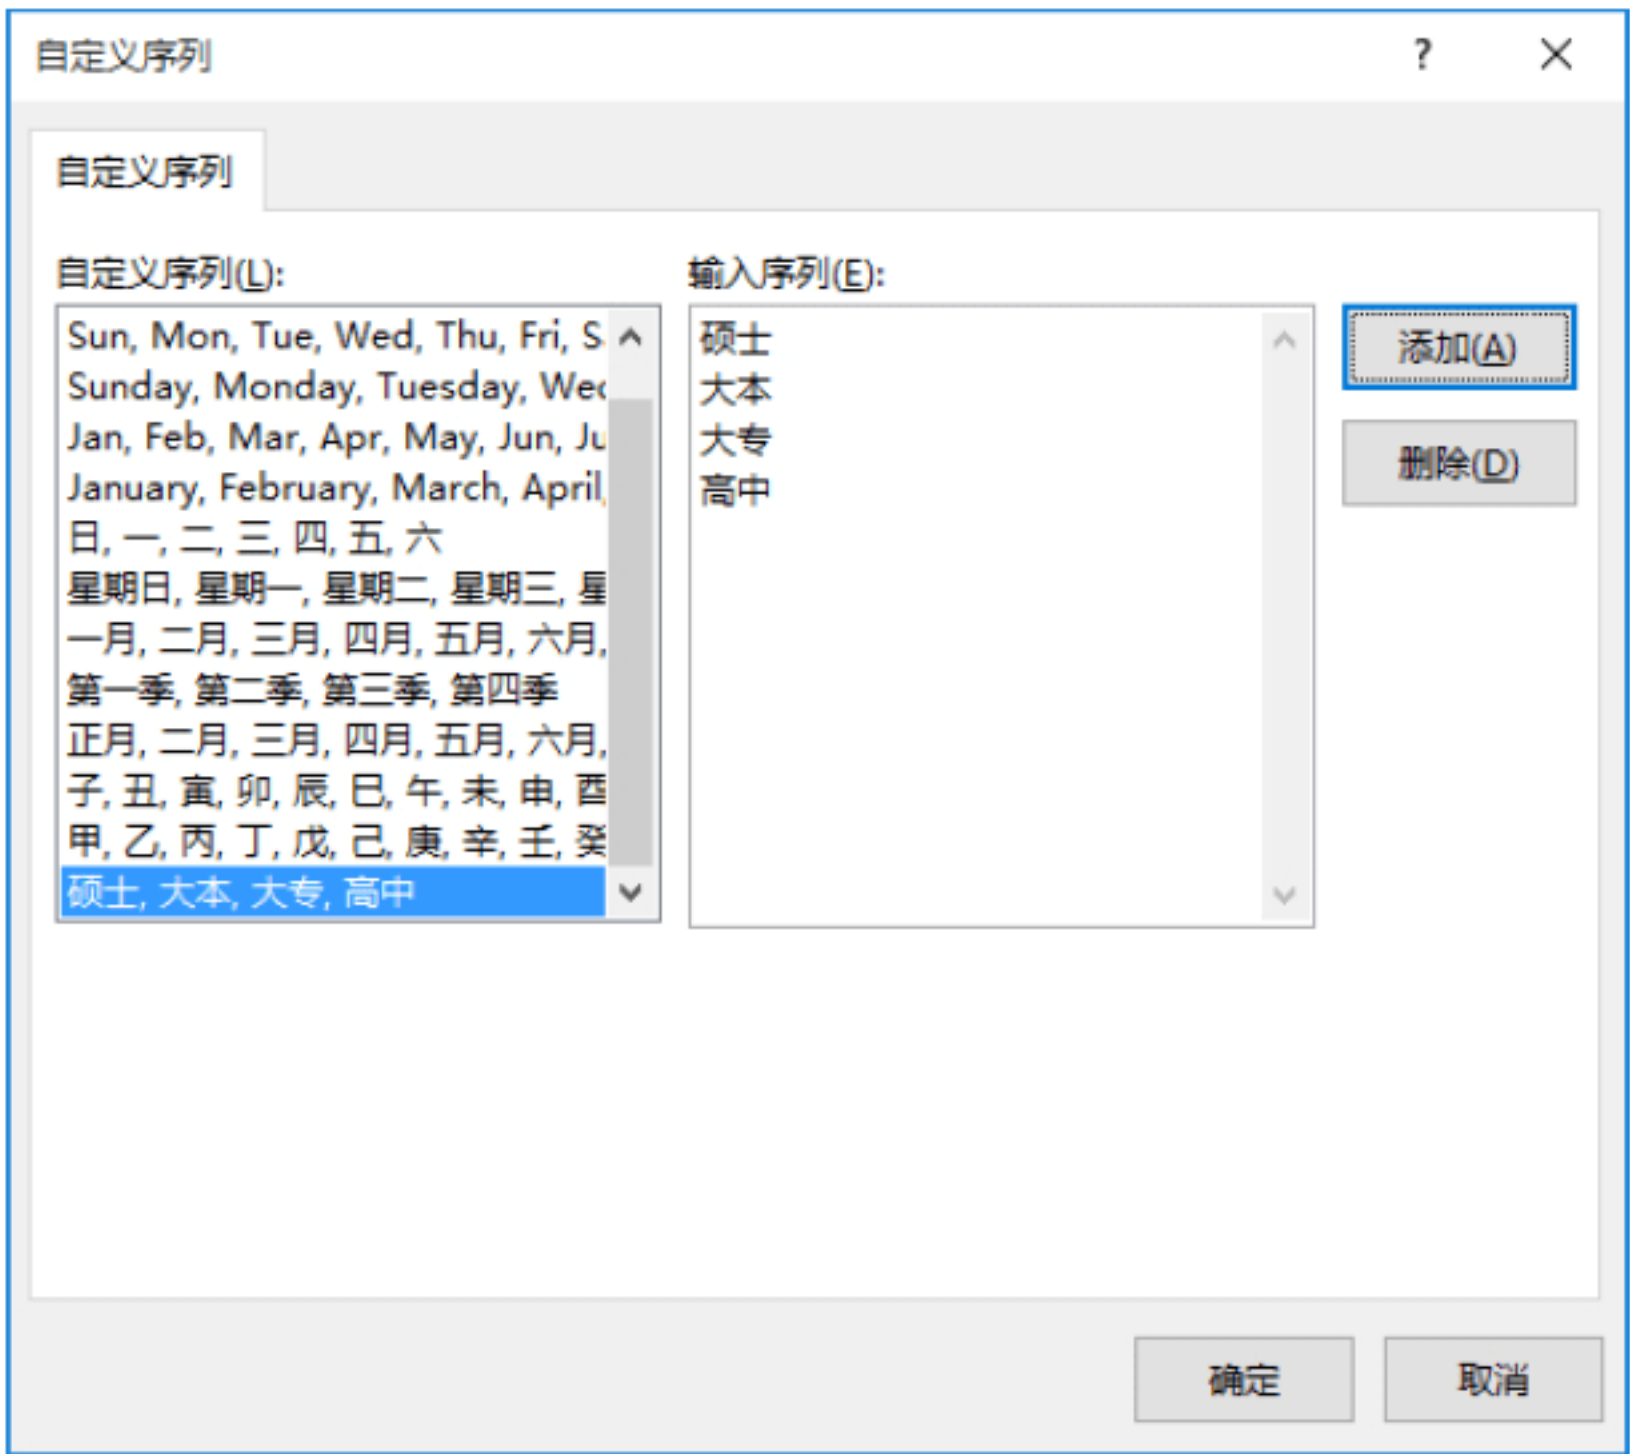 自定义序列
?
自定义序列
自定义序列(L):
Sun, Mon, Tue, Wed, Thu, Fri, S
Sunday, Monday, Tuesday, Wed
Jan, Feb, Mar, Apr, May, Jun, Ju
January, February, March, April,
日, 一, 二, 三, 四, 五, 六
星期日, 星期一, 星期二, 星期三, 星
一月, 二月, 三月, 四月, 五月, 六月,
第一季, 第二季, 第三季, 第四季
正月, 二月, 三月, 四月, 五月, 六月,
子, 丑, 寅, 卯, 辰, 巳, 午, 未, 申, 酉
甲, 乙, 丙, 丁, 戊, 己, 庚, 辛, 壬, 癸
硕士, 大本, 大专, 高中
输入序列(E):
硕士
大本
大专
高中
添加(A)
删除(D)
确定
取消